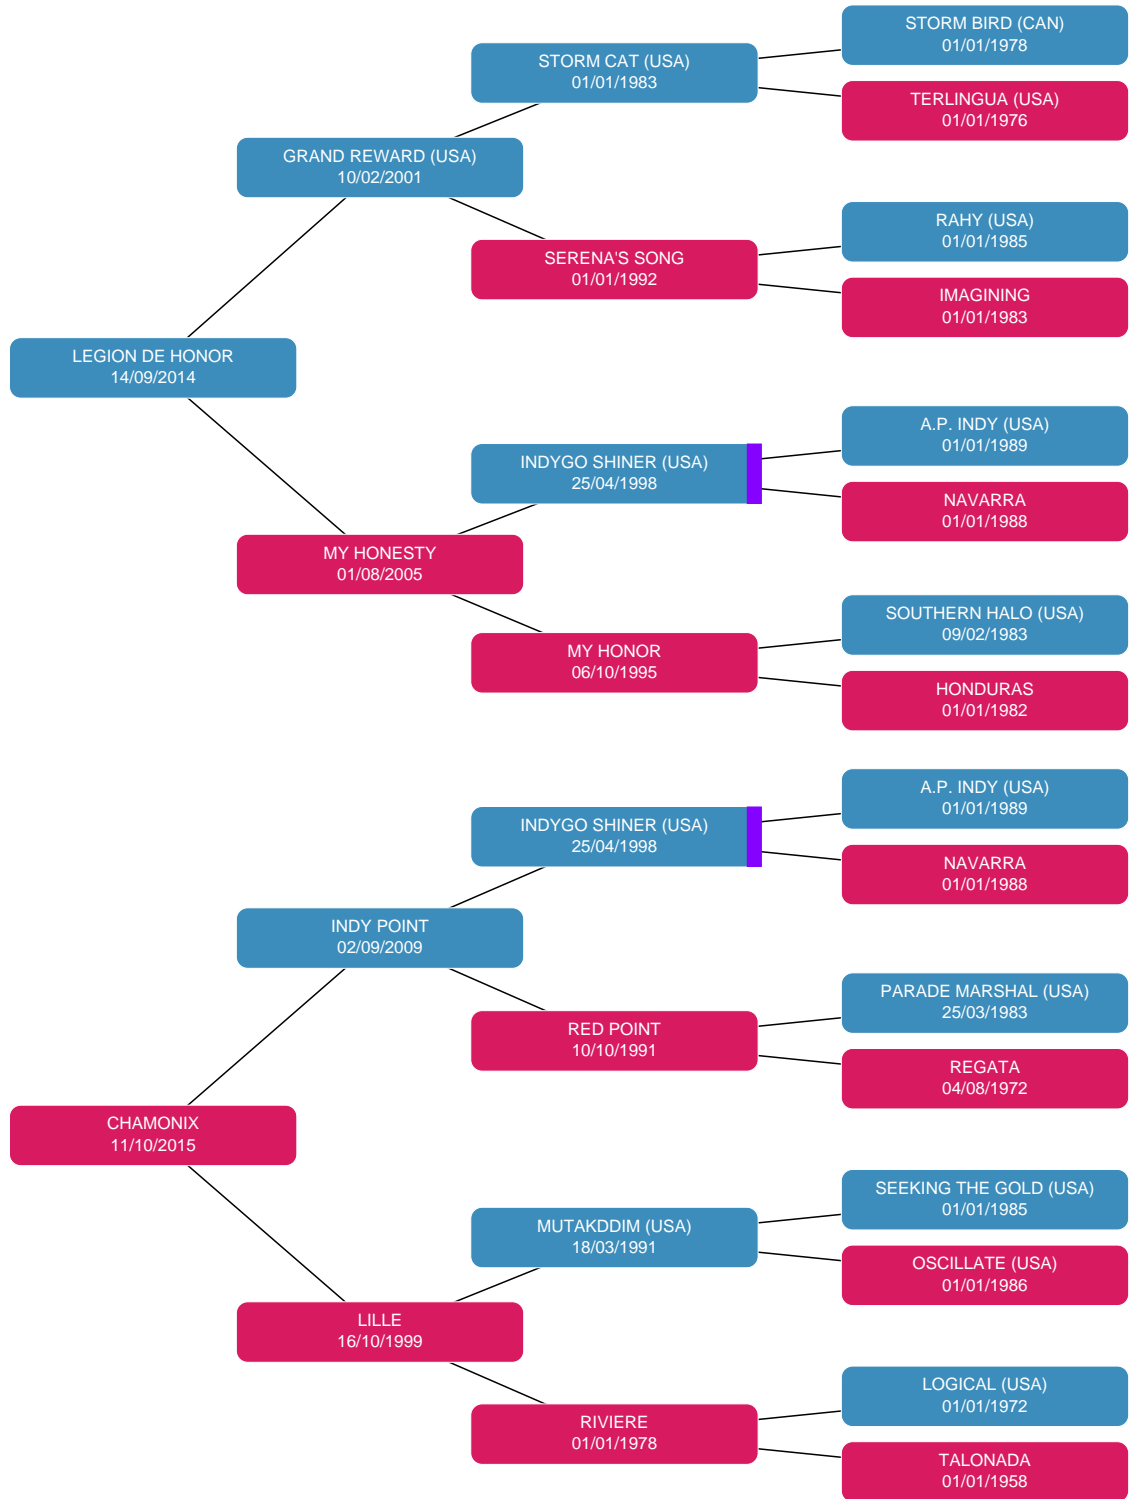 STORM BIRD (CAN)
01/01/1978
STORM CAT (USA)
01/01/1983
TERLINGUA (USA)
01/01/1976
GRAND REWARD (USA)
10/02/2001
RAHY (USA)
01/01/1985
SERENA'S SONG
01/01/1992
IMAGINING
01/01/1983
LEGION DE HONOR
14/09/2014
A.P. INDY (USA)
01/01/1989
INDYGO SHINER (USA)
25/04/1998
NAVARRA
01/01/1988
MY HONESTY
01/08/2005
SOUTHERN HALO (USA)
09/02/1983
MY HONOR
06/10/1995
HONDURAS
01/01/1982
A.P. INDY (USA)
01/01/1989
INDYGO SHINER (USA)
25/04/1998
NAVARRA
01/01/1988
INDY POINT
02/09/2009
PARADE MARSHAL (USA)
25/03/1983
RED POINT
10/10/1991
REGATA
04/08/1972
CHAMONIX
11/10/2015
SEEKING THE GOLD (USA)
01/01/1985
MUTAKDDIM (USA)
18/03/1991
OSCILLATE (USA)
01/01/1986
LILLE
16/10/1999
LOGICAL (USA)
01/01/1972
RIVIERE
01/01/1978
TALONADA
01/01/1958